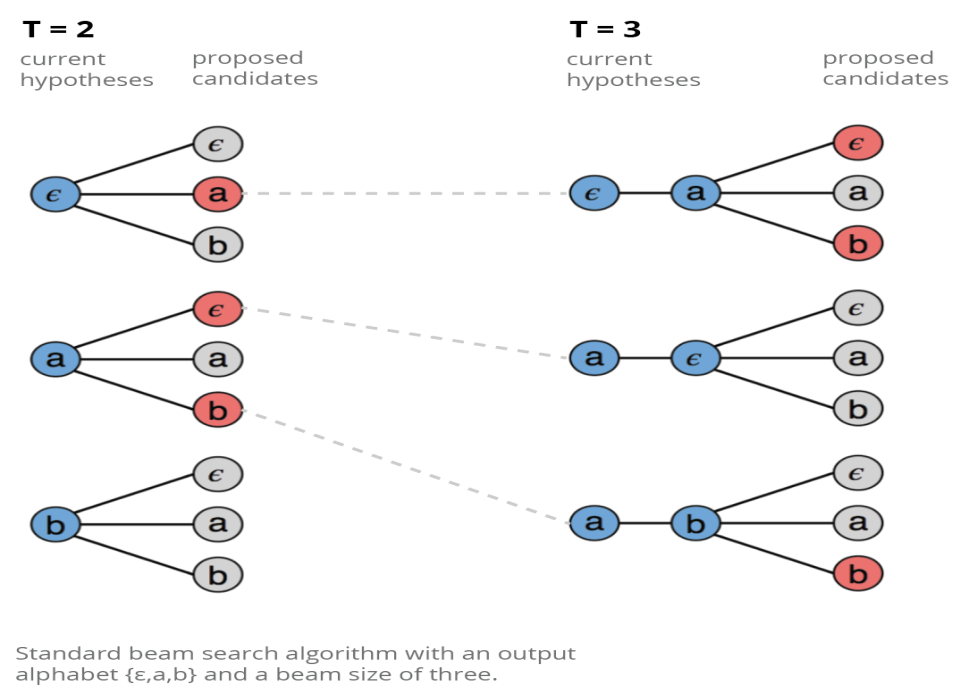 T = 2
T = 3
current hypotheses
proposed candidates
current hypotheses
proposed candidates
ϵ
ϵ
a
b
a
ϵ
a
b
b
ϵ
a
b
ϵ
a
ϵ
a
b
a
ϵ
ϵ
a
b
a
b
ϵ
a
b
Standard beam search algorithm with an output
alphabet {ε,a,b} and a beam size of three.